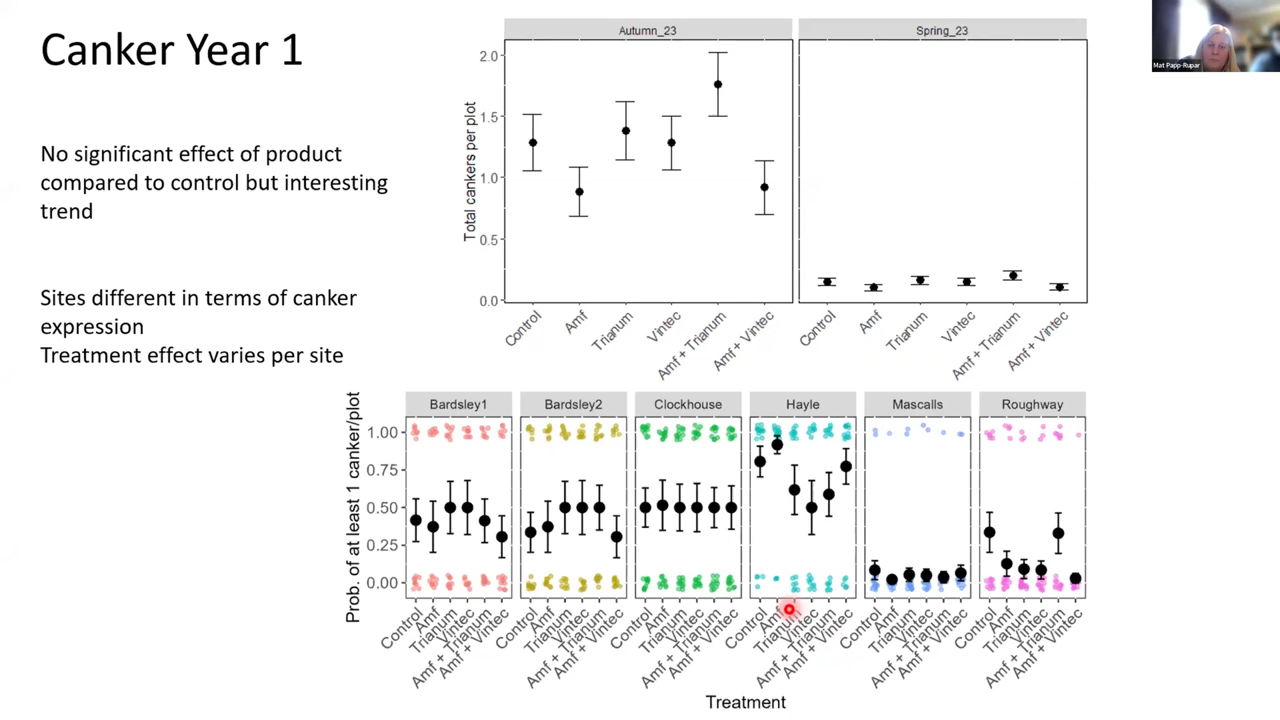 Canker Year 1
No significant effect of product
compared to control but interesting
trend
Sites different in terms of canker
expression
Treatment effect varies per site
Autumn_23
Spring_23
Total cankers per plot
2.0
1.5
1.0
0.5
0.0
Control
Amf
Trianum
Vintec
Amf + Trianum
Amf + Vintec
Control
Amf
Trianum
Vintec
Amf + Trianum
Amf + Vintec
Bardsley1
Bardsley2
Clockhouse
Hayle
Mascalls
Roughway
Prob. of at least 1 canker/plot
1.00
0.75
0.50
0.25
0.00
Control
Amf
Trianum
Vintec
Amf + Trianum
Amf + Vintec
Control
Amf
Trianum
Vintec
Amf + Trianum
Amf + Vintec
Control
Amf
Trianum
Vintec
Amf + Trianum
Amf + Vintec
Control
Amf
Trianum
Vintec
Amf + Trianum
Amf + Vintec
Control
Amf
Trianum
Vintec
Amf + Trianum
Amf + Vintec
Control
Amf
Trianum
Vintec
Amf + Trianum
Amf + Vintec
Treatment
Mat Papp-Rupar